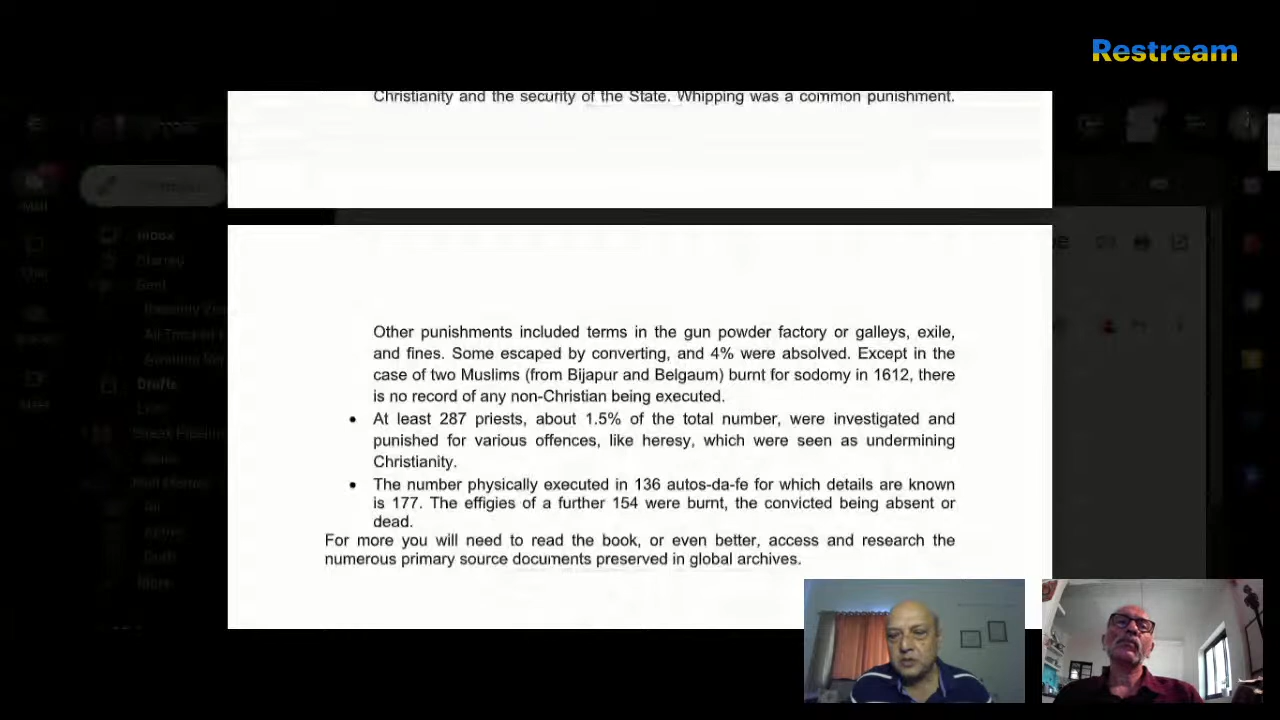 Restream
Christianity and the security of the State. Whipping was a common punishment.
Inbox
Starred
Sent
Drafts
More
Other punishments included terms in the gun powder factory or galleys, exile,
and fines. Some escaped by converting, and 4% were absolved. Except in the
case of two Muslims (from Bijapur and Belgaum) burnt for sodomy in 1612, there
is no record of any non-Christian being executed.
• At least 287 priests, about 1.5% of the total number, were investigated and
punished for various offences, like heresy, which were seen as undermining
Christianity.
• The number physically executed in 136 autos-da-fe for which details are known
is 177. The effigies of a further 154 were burnt, the convicted being absent or
dead.
For more you will need to read the book, or even better, access and research the
numerous primary source documents preserved in global archives.